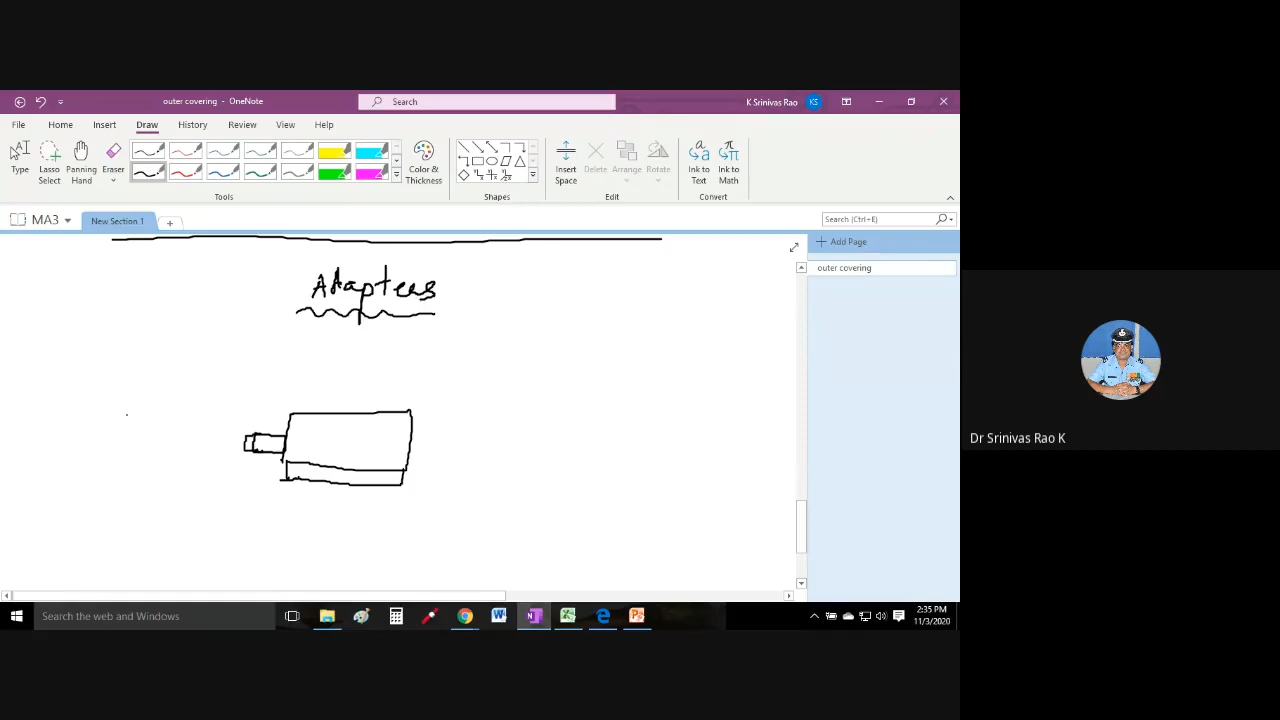 outer covering - OneNote
Search
K Srinivas Rao
KS
File Home Insert Draw History Review View Help
Type
Lasso Select
Panning Hand
Eraser
Color & Thickness
Insert Space
Delete
Arrange
Rotate
Ink to Text
Ink to Math
Tools
Shapes
Edit
Convert
MA3
New Section 1
Search (Ctrl+E)
Add Page
outer covering
Adapters
Dr Srinivas Rao K
Search the web and Windows
2:35 PM
11/3/2020